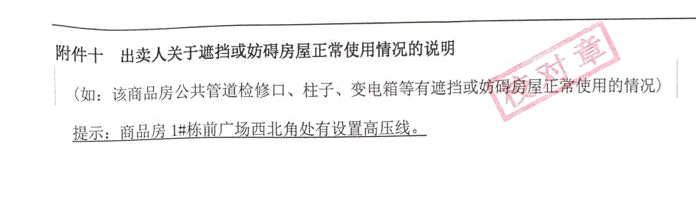 附件十 出卖人关于遮挡或妨碍房屋正常使用情况的说明
（如：该商品房公共管道检修口、柱子、变电箱等有遮挡或妨碍房屋正常使用的情况）
提示：商品房 1#栋前广场西北角处有设置高压线。
校对章